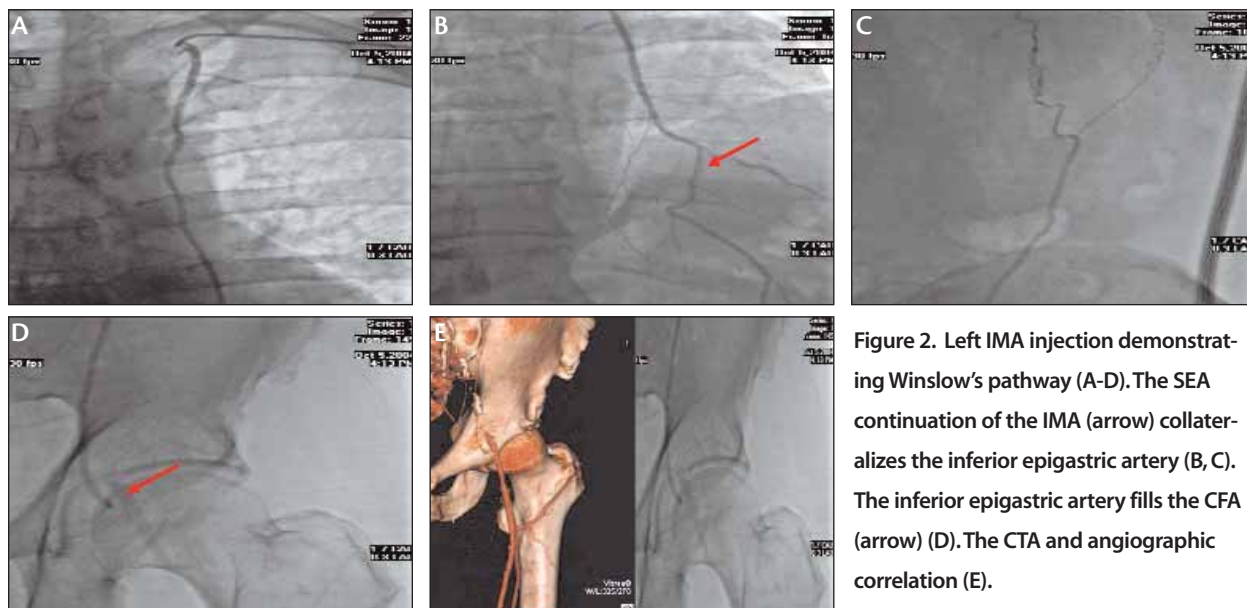 A
B
C
D
E
Figure 2. Left IMA injection demonstrat-
ing Winslow's pathway (A-D). The SEA
continuation of the IMA (arrow) collater-
alizes the inferior epigastric artery (B, C).
The inferior epigastric artery fills the CFA
(arrow) (D). The CTA and angiographic
correlation (E).